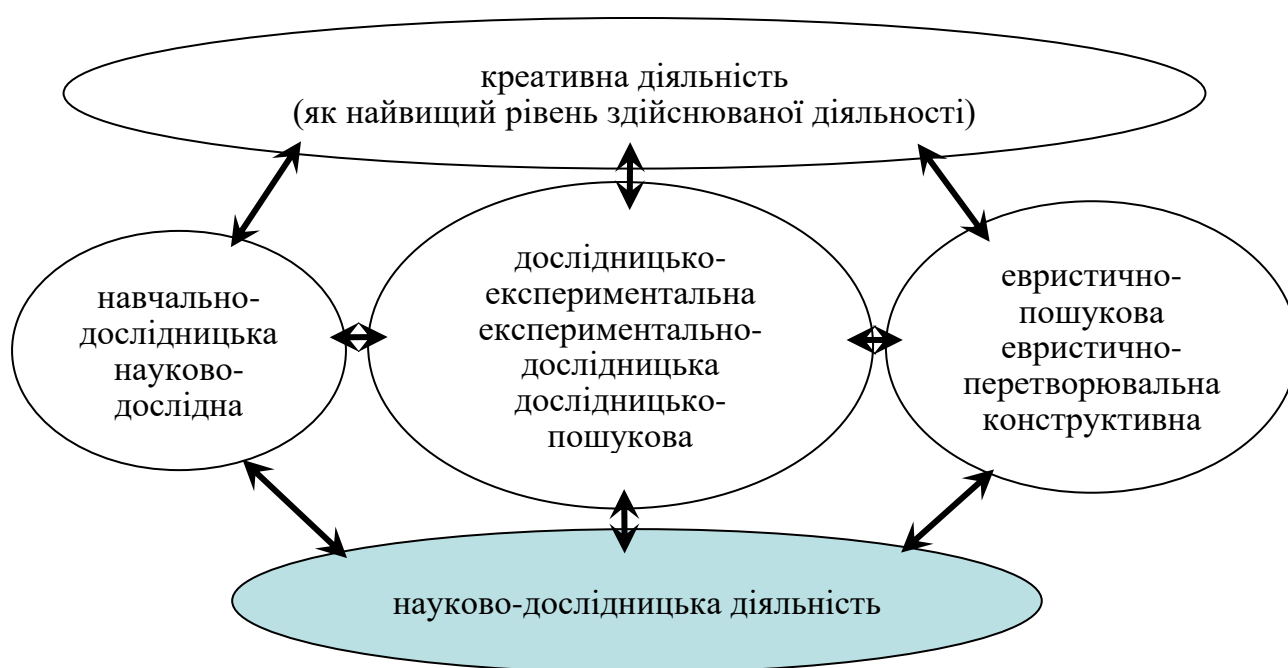 креативна діяльність
(як найвищий рівень здійснюваної діяльності)
навчально-
дослідницька
науково-
дослідна
дослідницько-
експериментальна
експериментально-
дослідницька
дослідницько-
пошукова
евристично-
пошукова
евристично-
перетворювальна
конструктивна
науково-дослідницька діяльність